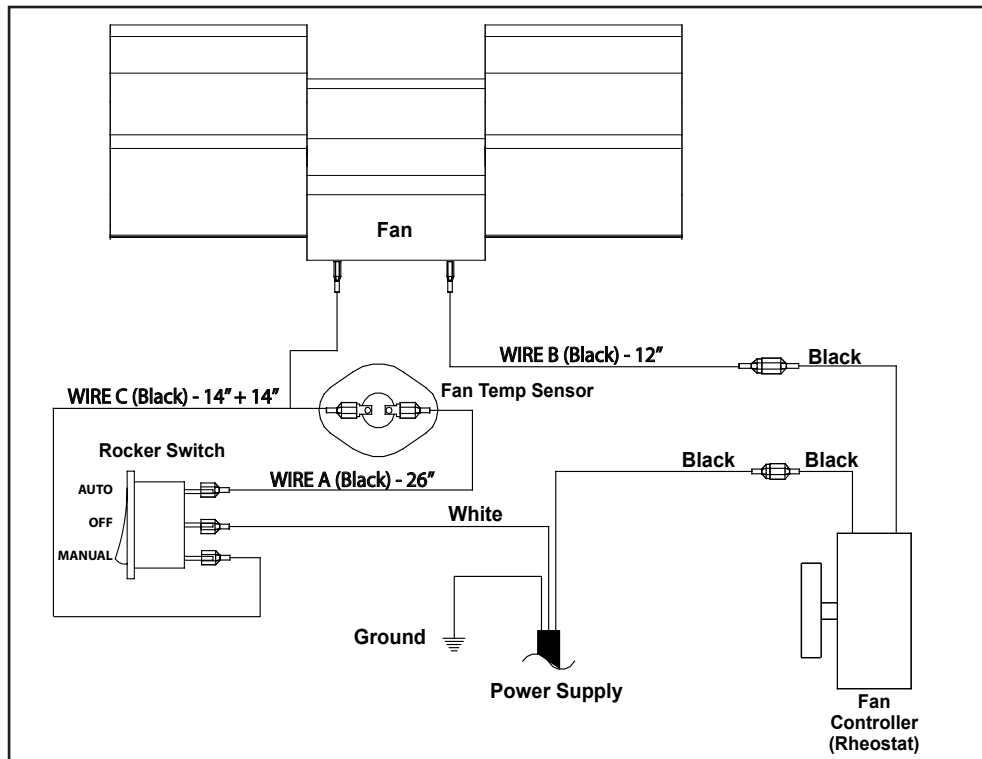 Fan
WIRE B (Black) - 12”
Black
Fan Temp Sensor
WIRE C (Black) - 14” + 14”
Rocker Switch
Black
Black
WIRE A (Black) - 26”
AUTO
White
OFF
MANUAL
Ground
Power Supply
Fan
Controller
(Rheostat)